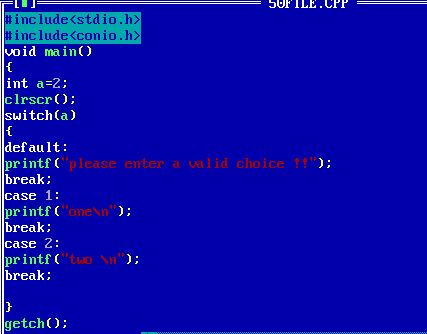 [■] 50FILE.CPP
#include<stdio.h>
#include<conio.h>
void main()
{
int a=2;
clrscr();
switch(a)
{
default:
printf("please enter a valid choice !!");
break;
case 1:
printf("one\n");
break;
case 2:
printf("two \n");
break;
}
getch();